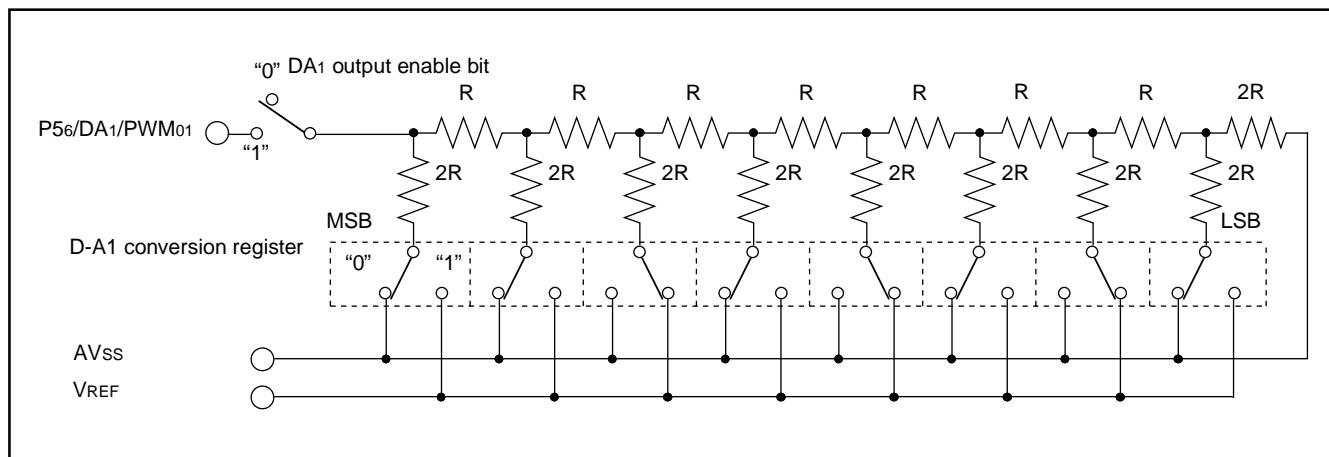 “0” DA1 output enable bit
R R R R R R R 2R
P56/DA1/PWM01
“1”
2R 2R 2R 2R 2R 2R 2R 2R
MSB LSB
D-A1 conversion register
“0” “1”
AVSS
VREF